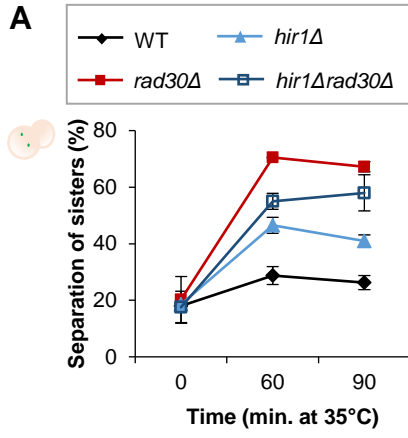 A
WT
hir1Δ
rad30Δ
hir1Δrad30Δ
Separation of sisters (%)
80
60
40
20
0
0 60 90
Time (min. at 35°C)